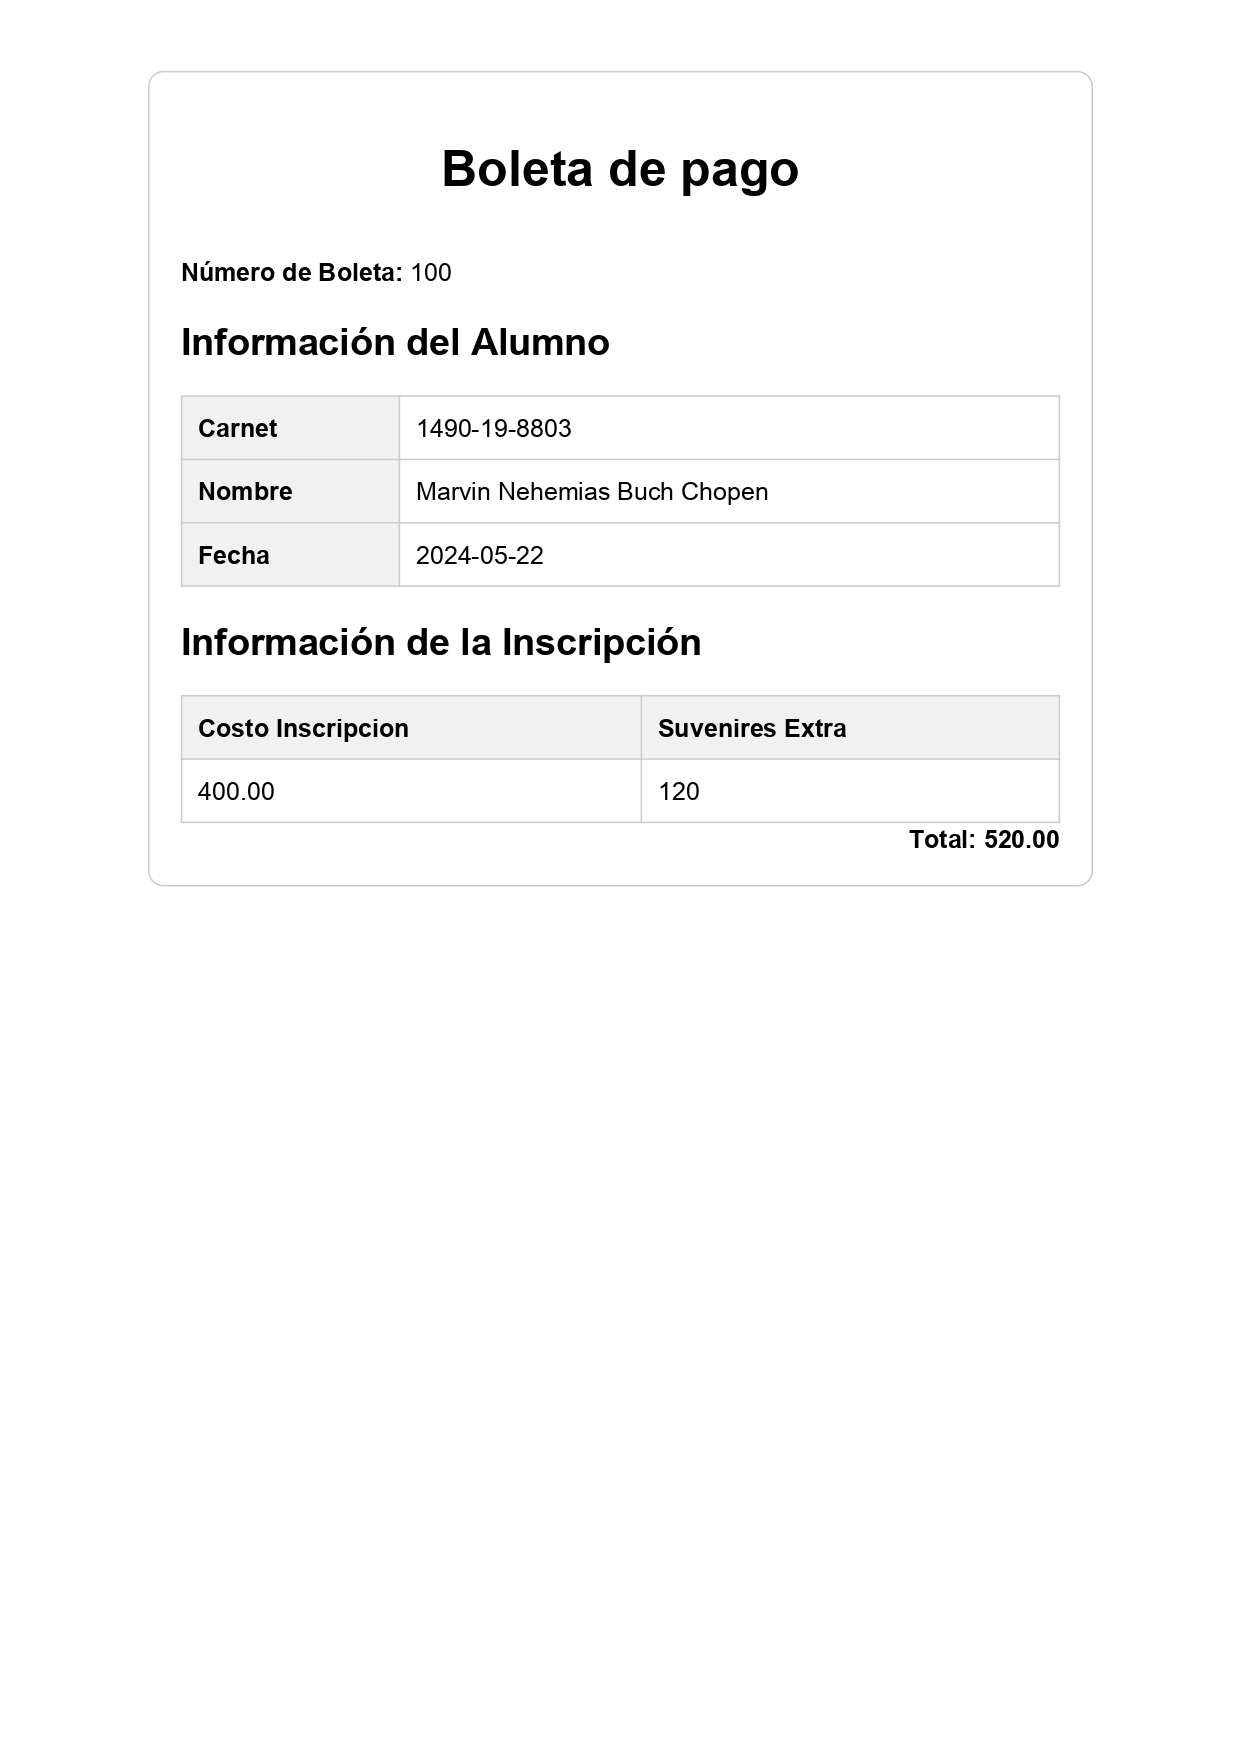 Boleta de pago
Número de Boleta: 100
Información del Alumno
Carnet 1490-19-8803
Nombre Marvin Nehemias Buch Chopen
Fecha 2024-05-22
Información de la Inscripción
Costo Inscripcion Suvenires Extra
400.00 120
Total: 520.00